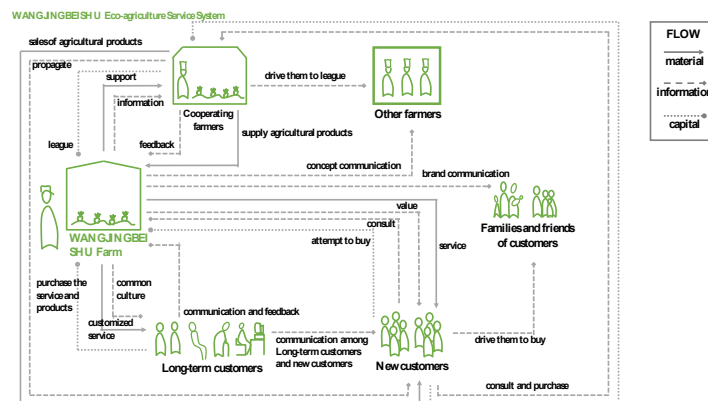 WANGJINGBEISHU Eco-agriculture Service System
salesof agricultural products
propagate
support
information
league
feedback
Cooperating
farmers
drive them to league
Other farmers
supply agricultural products
concept communication
brand communication
value
consult
attempt to buy
service
Familiesand friends
of customers
WANGJINGBEI
SHU Farm
purchase the
service and
products
common
culture
customized
service
communication and feedback
Long-term customers
communication among
Long-term customers
and new customers
New customers
drive them to buy
consult and purchase
FLOW
material
information
capital